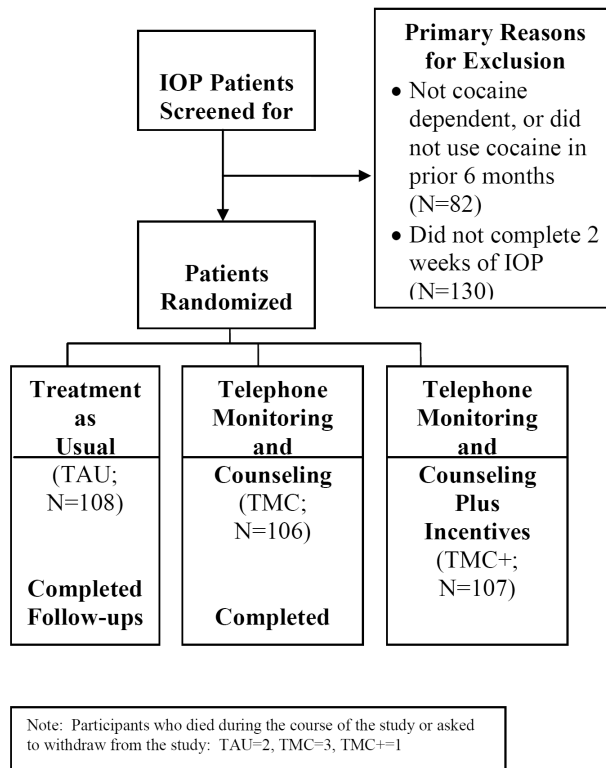 IOP Patients
Screened for
Primary Reasons
for Exclusion
• Not cocaine
dependent, or did
not use cocaine in
prior 6 months
(N=82)
• Did not complete 2
weeks of IOP
(N=130)
Patients
Randomized
Treatment
as
Usual
(TAU;
N=108)
Completed
Follow-ups
Telephone
Monitoring
and
Counseling
(TMC;
N=106)
Completed
Telephone
Monitoring
and
Counseling
Plus
Incentives
(TMC+;
N=107)
Note: Participants who died during the course of the study or asked
to withdraw from the study: TAU=2, TMC=3, TMC+=1